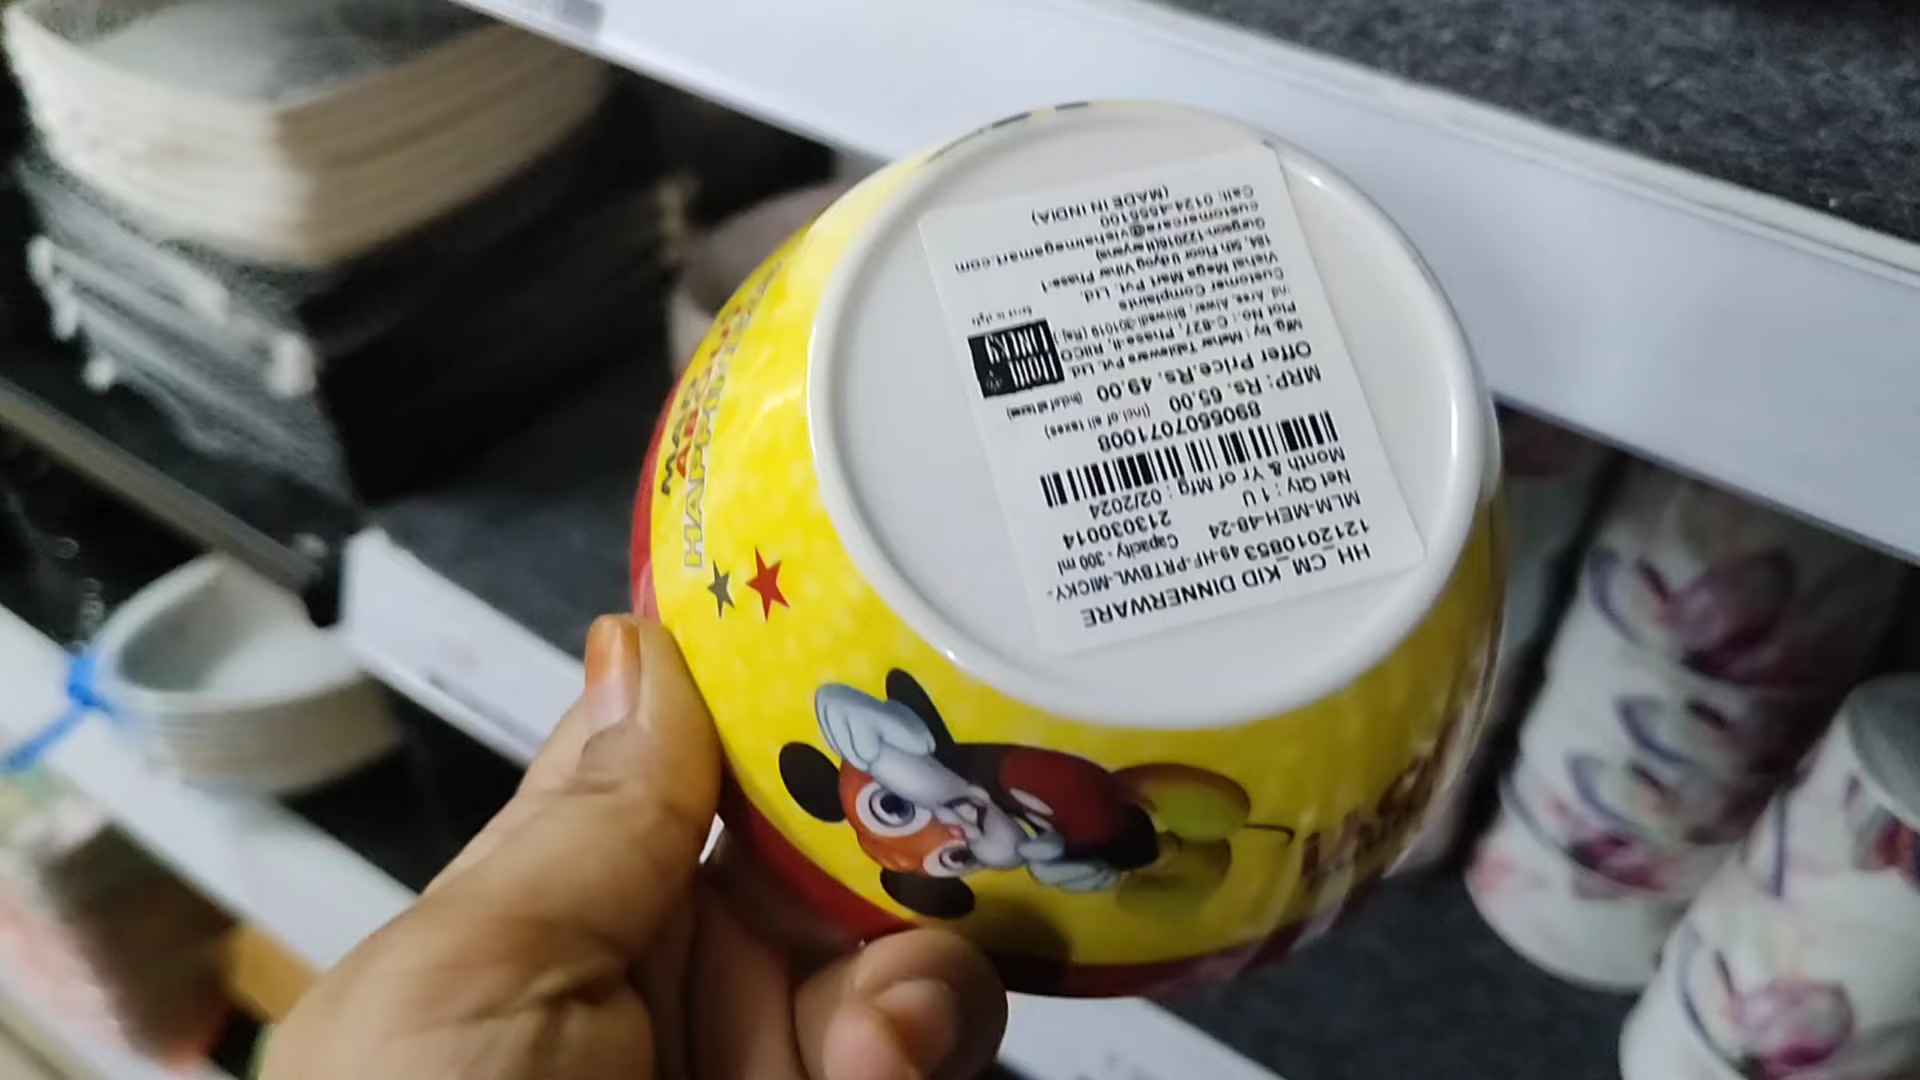 HH_CM_KID DINNERWARE
1212010853 49-HF-PRTBWL-MICKY-
MLM-MEH-48-24 Capacity - 300 ml
Net Qty : 1 U 213030014
Month & Yr of Mfg : 02/2024
89065507071008
MRP: Rs. 65.00 (Incl.of all taxes)
Offer Price.Rs. 49.00 (Incl.of all taxes)
Mfg by : Mehar Tableware Pvt. Ltd.
Plot No.: C-827, Phase-II, RIICO
Ind. Area, Alwar, Bhiwadi-301019 (Raj)
Customer Complaints
Vishal Mega Mart Pvt. Ltd.
184, 5th Floor Udyog Vihar Phase-1
Gurgaon-122016(Haryana)
customercare@vishalmegamart.com
Call: 0124-4555100
(MADE IN INDIA)